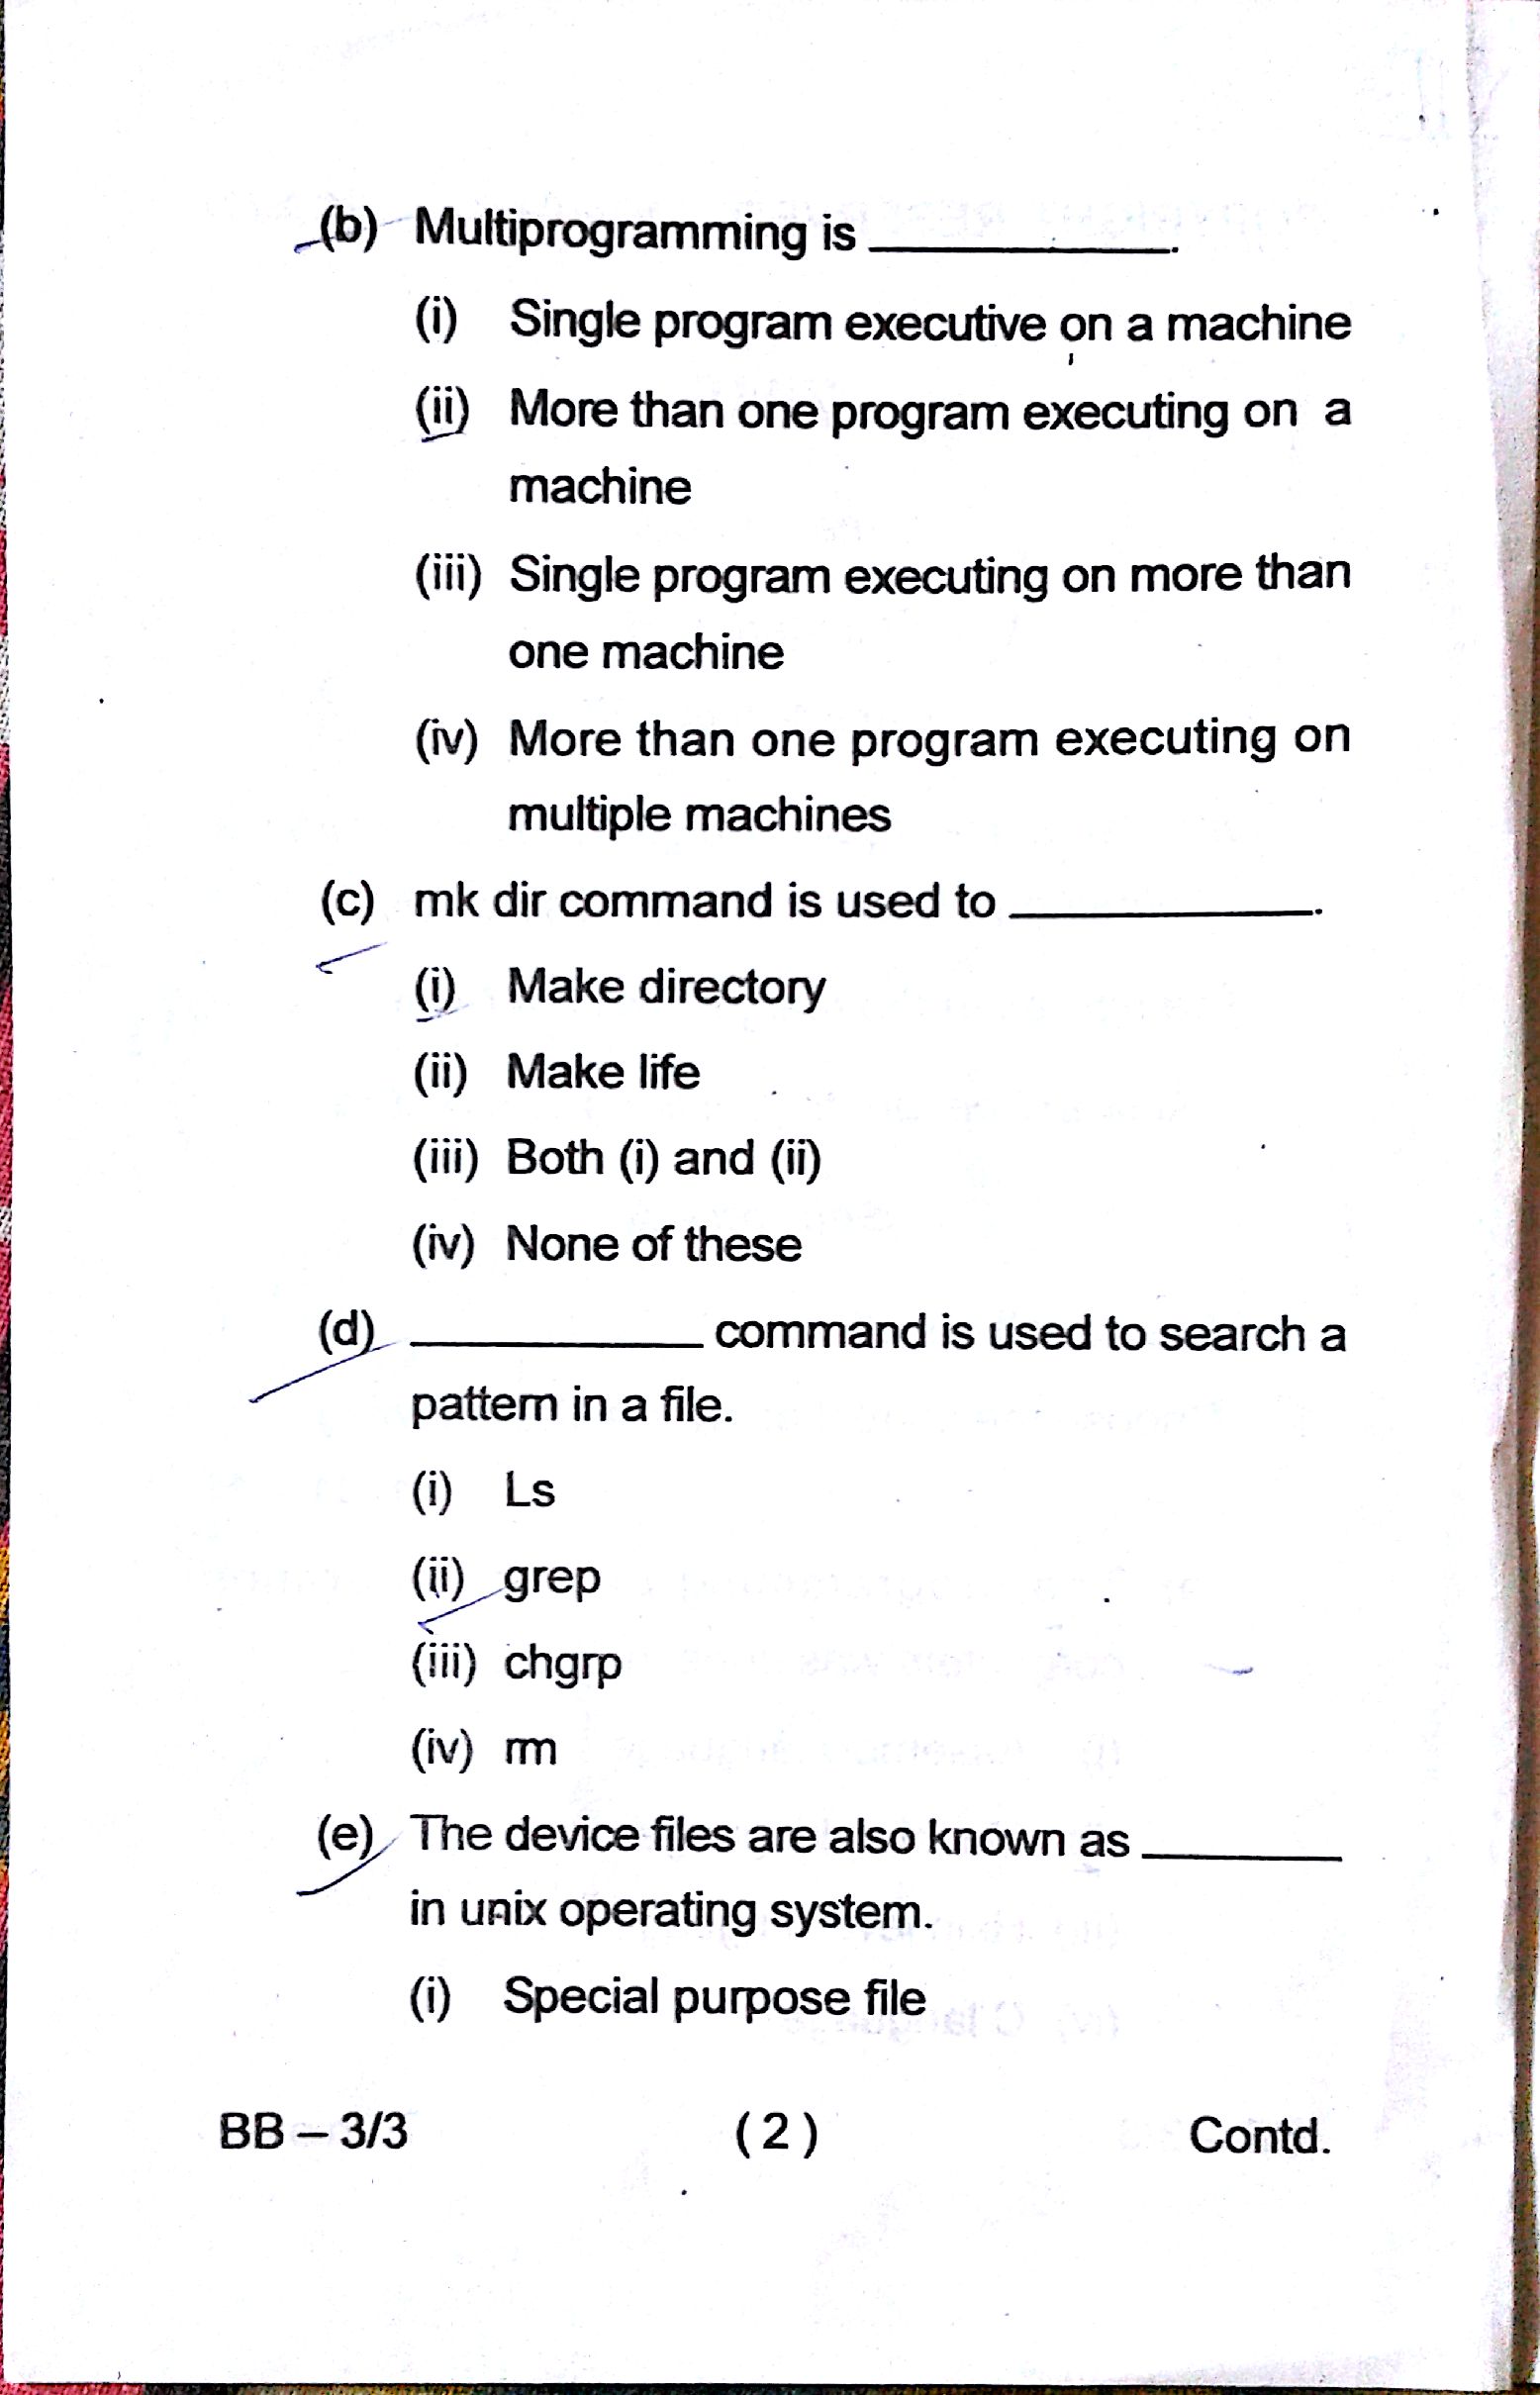 (b) Multiprogramming is ____________.
(i) Single program executive on a machine
(ii) More than one program executing on a
machine
(iii) Single program executing on more than
one machine
(iv) More than one program executing on
multiple machines
(c) mk dir command is used to ____________.
(i) Make directory
(ii) Make life
(iii) Both (i) and (ii)
(iv) None of these
(d) ____________ command is used to search a
pattern in a file.
(i) Ls
(ii) grep
(iii) chgrp
(iv) rm
(e) The device files are also known as ________
in unix operating system.
(i) Special purpose file
BB – 3/3 ( 2 ) Contd.